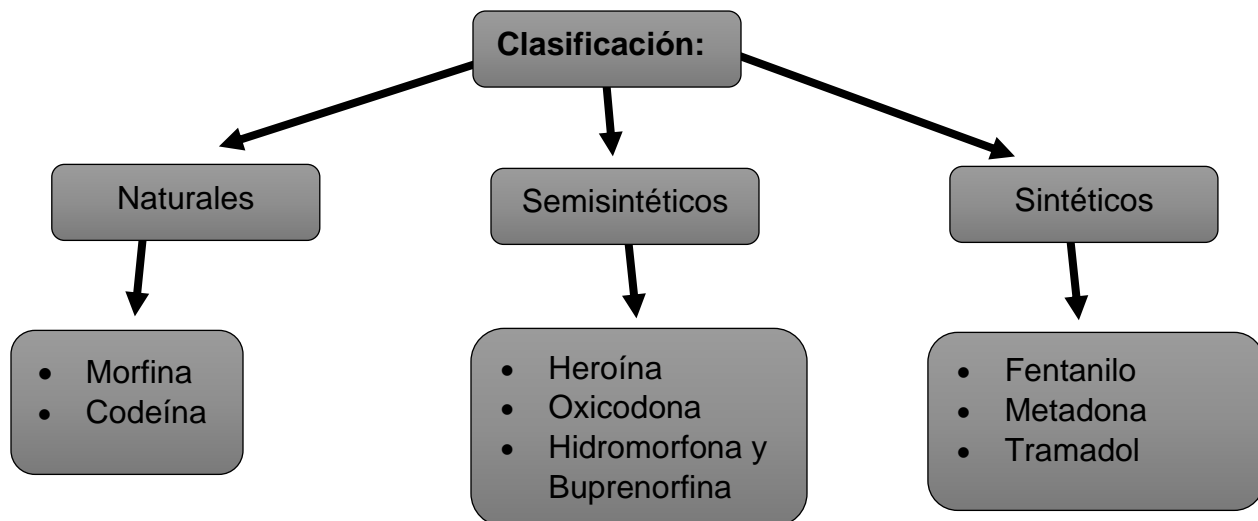 Clasificación:
Naturales
Semisintéticos
Sintéticos
• Morfina
• Codeína
• Heroína
• Oxicodona
• Hidromorfona y
Buprenorfina
• Fentanilo
• Metadona
• Tramadol